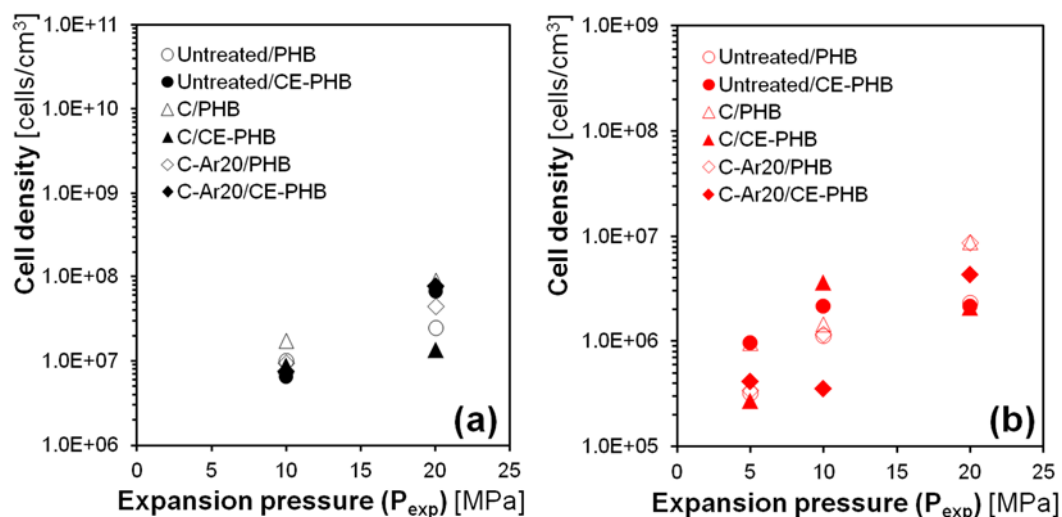 Cell density [cells/cm³]
1.0E+11
1.0E+10
1.0E+09
1.0E+08
1.0E+07
1.0E+06
Untreated/PHB
Untreated/CE-PHB
C/PHB
C/CE-PHB
C-Ar20/PHB
C-Ar20/CE-PHB
(a)
0 5 10 15 20 25
Expansion pressure (Pexp) [MPa]
Cell density [cells/cm³]
1.0E+09
1.0E+08
1.0E+07
1.0E+06
1.0E+05
Untreated/PHB
Untreated/CE-PHB
C/PHB
C/CE-PHB
C-Ar20/PHB
C-Ar20/CE-PHB
(b)
0 5 10 15 20 25
Expansion pressure (Pexp) [MPa]